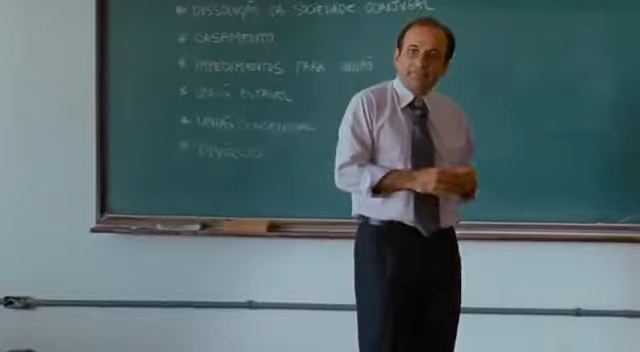 * DISSOLUÇÃO DA SOCIEDADE CONJUGAL
* CASAMENTO
* IMPEDIMENTOS PARA UNIÃO
* UNIÃO ESTÁVEL
* UNIÃO CONSENSUAL
* DIVÓRCIO